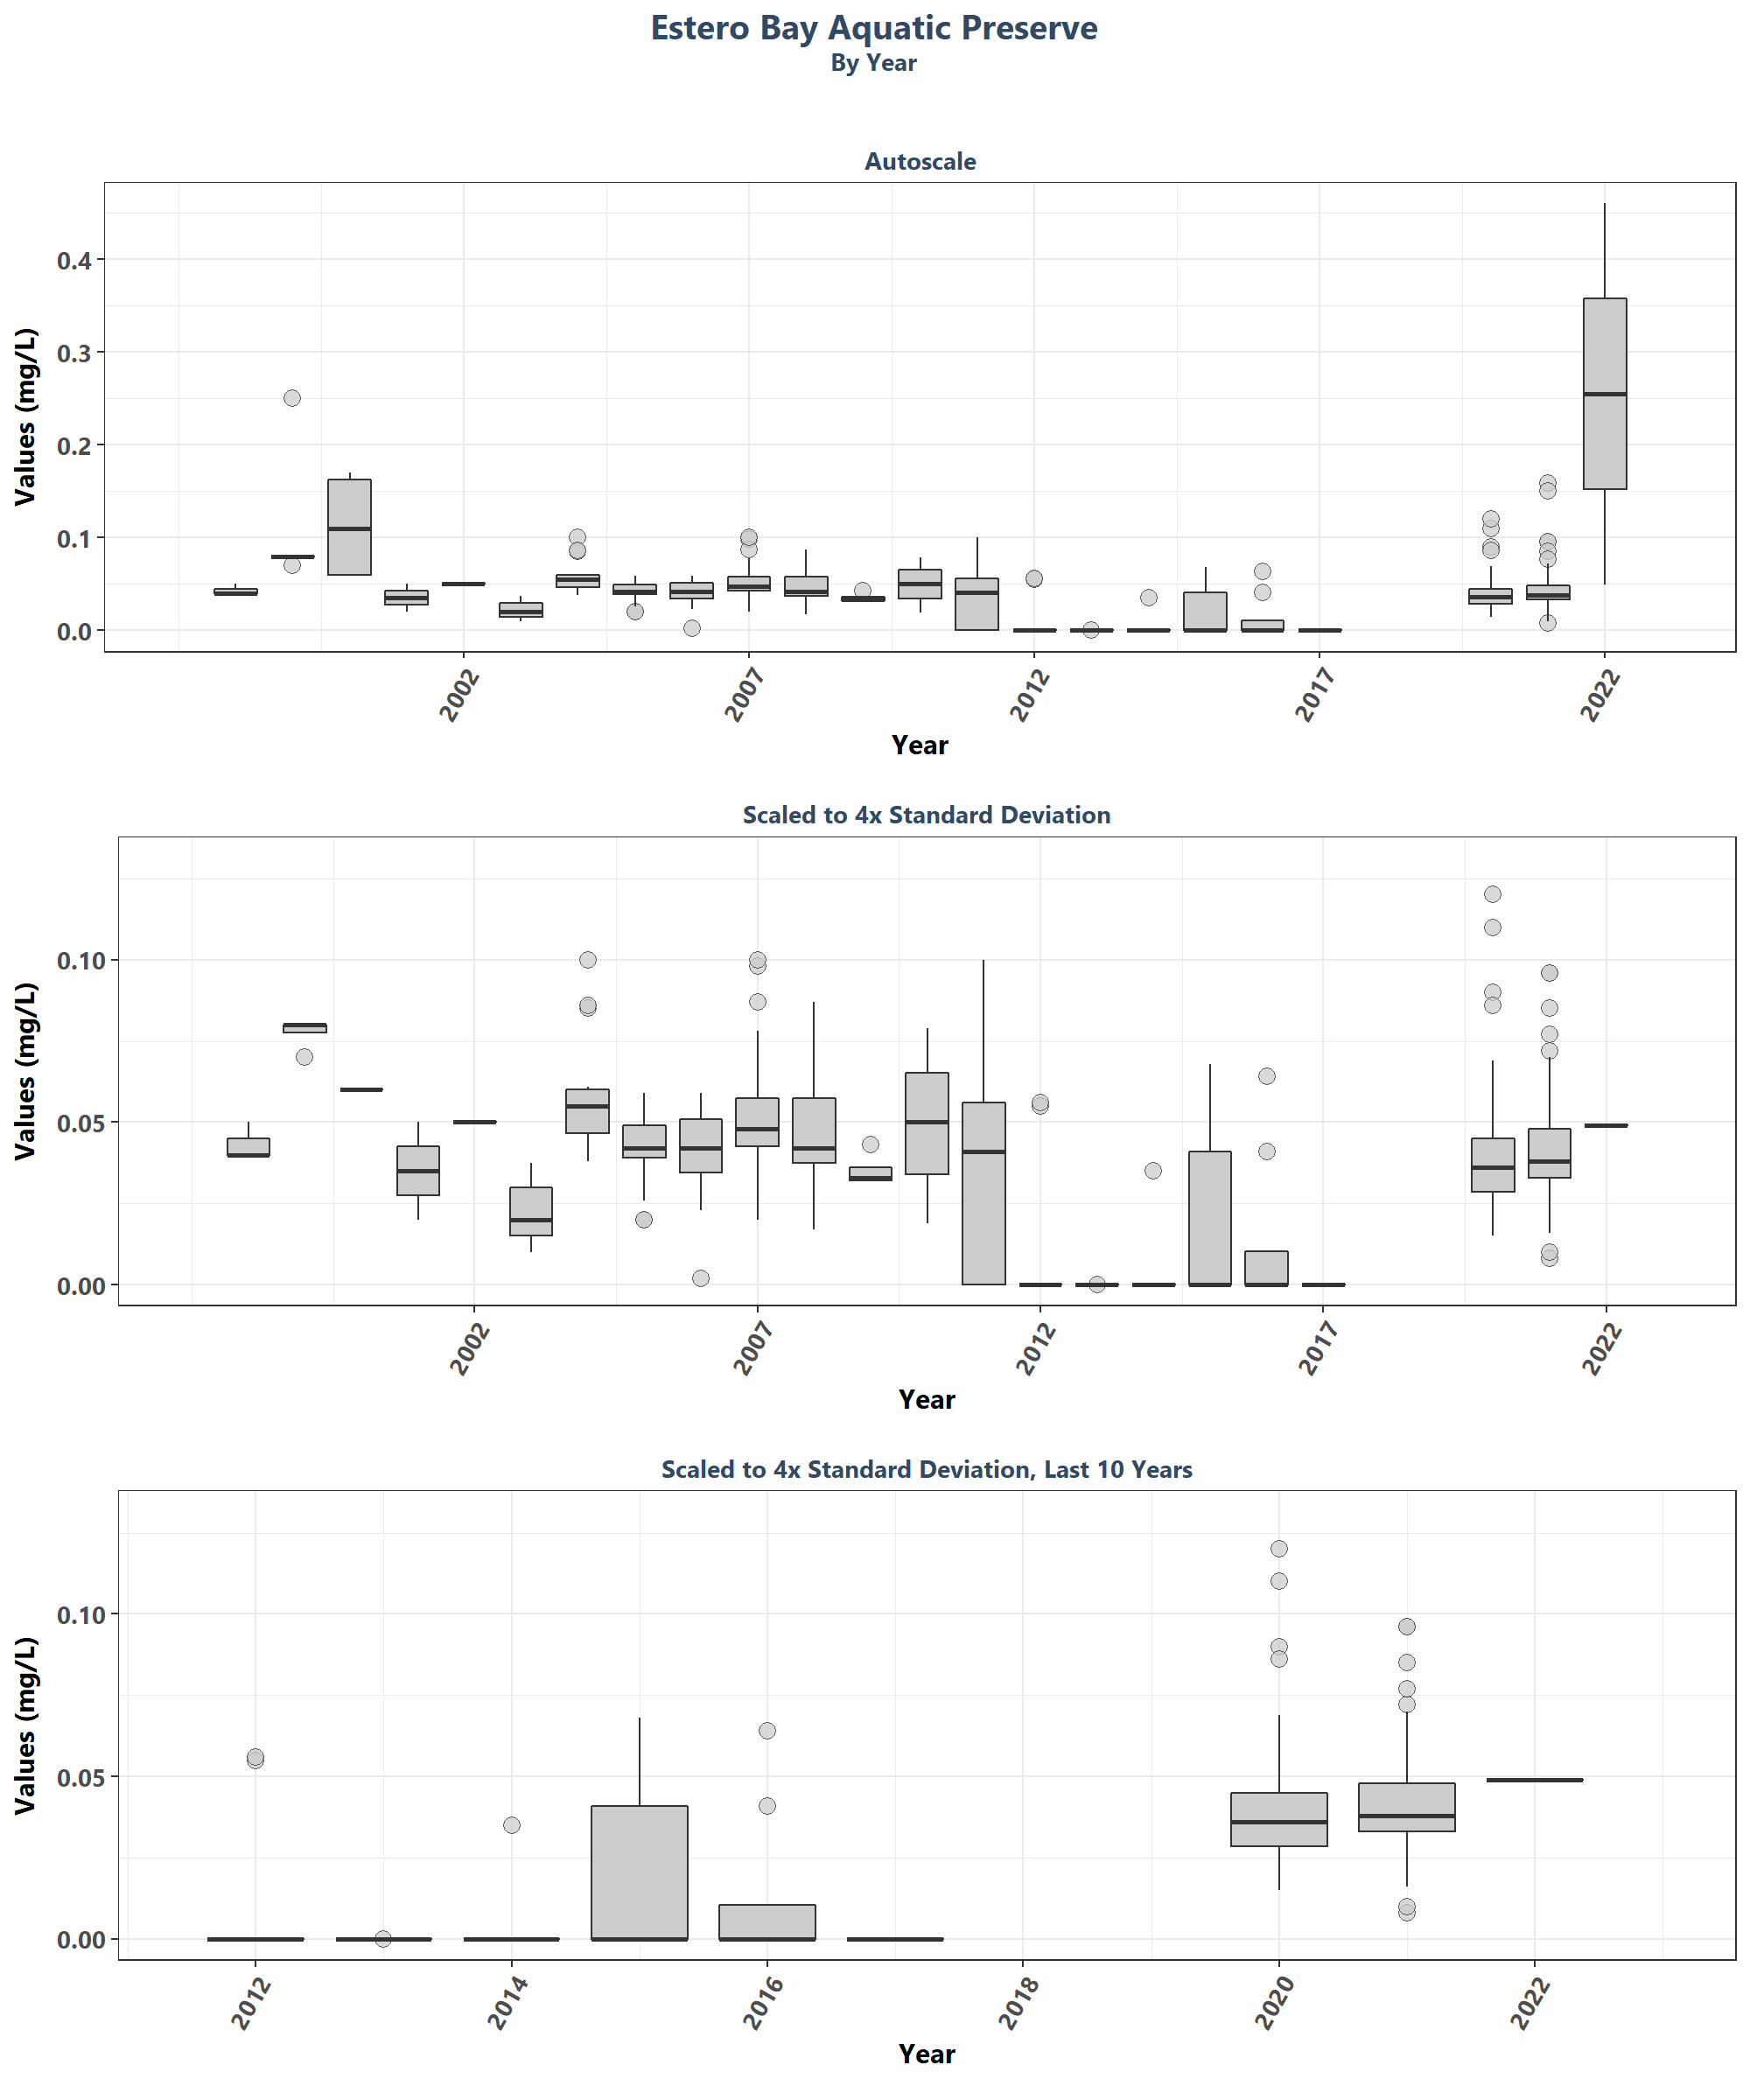 Estero Bay Aquatic Preserve
By Year
Autoscale
Values (mg/L)
0.4
0.3
0.2
0.1
0.0
2002
2007
2012
2017
2022
Year
Scaled to 4x Standard Deviation
Values (mg/L)
0.10
0.05
0.00
2002
2007
2012
2017
2022
Year
Scaled to 4x Standard Deviation, Last 10 Years
Values (mg/L)
0.10
0.05
0.00
2012
2014
2016
2018
2020
2022
Year